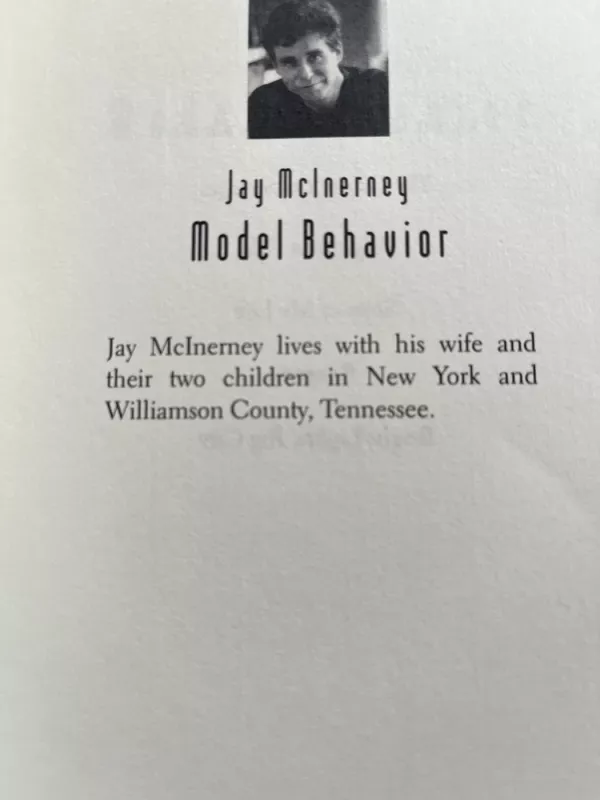 Jay McInerney
Model Behavior
Jay McInerney lives with his wife and
their two children in New York and
Williamson County, Tennessee.